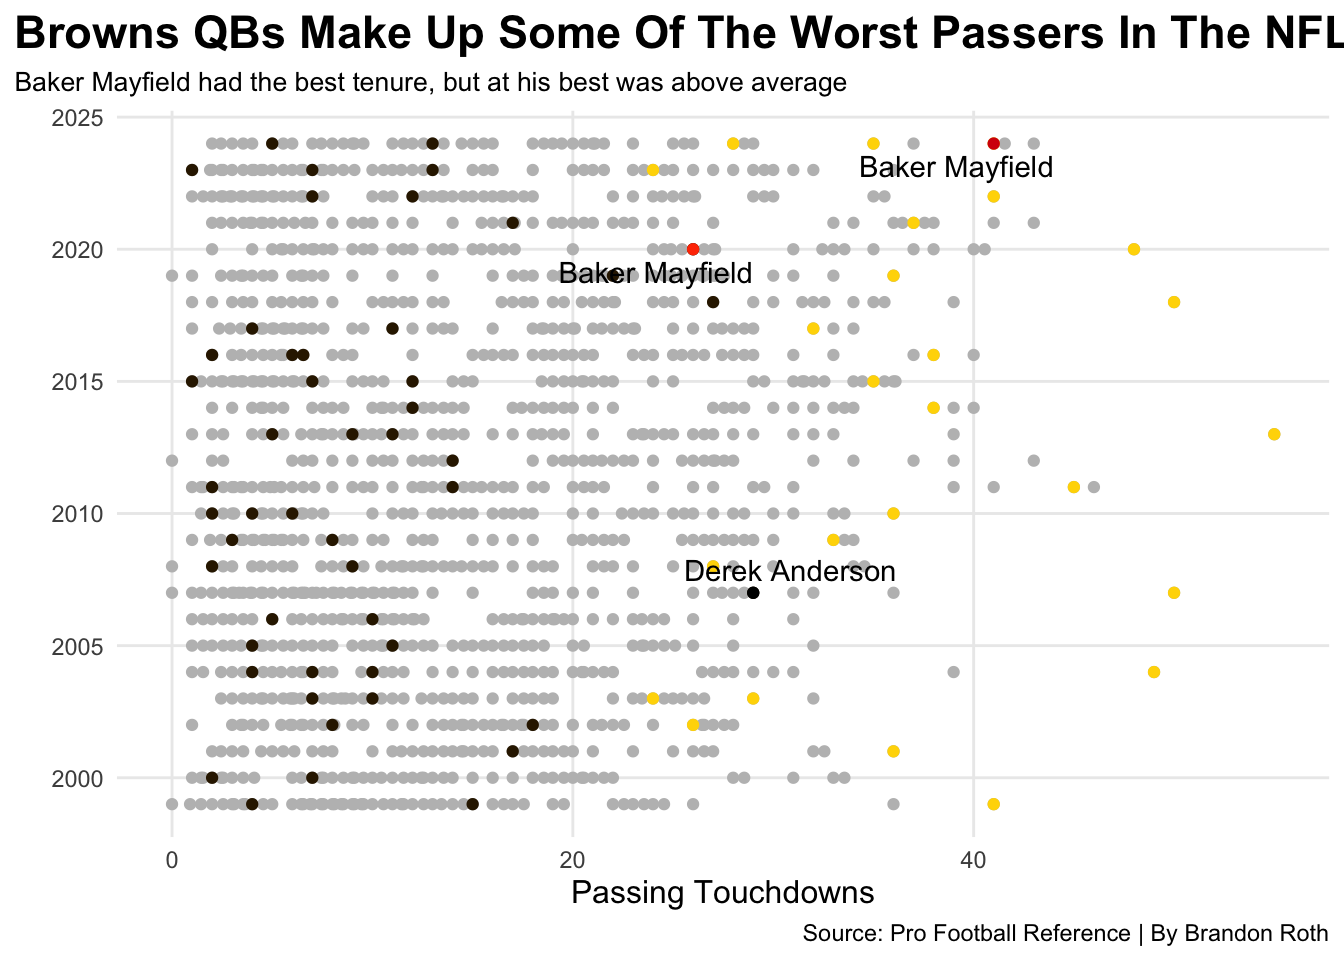 Browns QBs Make Up Some Of The Worst Passers In The NFL
Baker Mayfield had the best tenure, but at his best was above average
2025
Baker Mayfield
2020
Baker Mayfield
2015
2010
Derek Anderson
2005
2000
0 20 40
Passing Touchdowns
Source: Pro Football Reference | By Brandon Roth